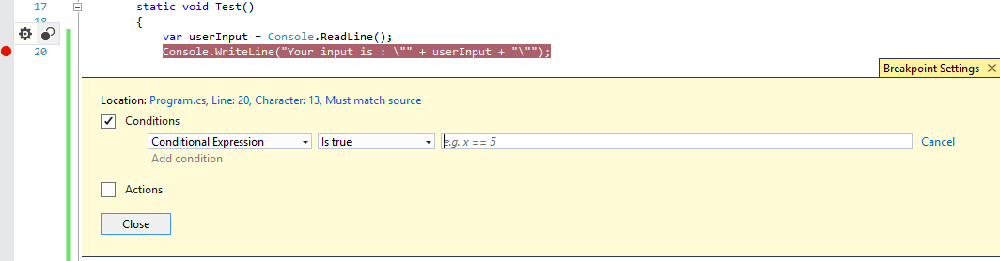 17 static void Test()
18 {
var userInput = Console.ReadLine();
20 Console.WriteLine("Your input is : \"" + userInput + "\"");
Breakpoint Settings
Location: Program.cs, Line: 20, Character: 13, Must match source
Conditions
Conditional Expression Is true e.g. x == 5 Cancel
Add condition
Actions
Close